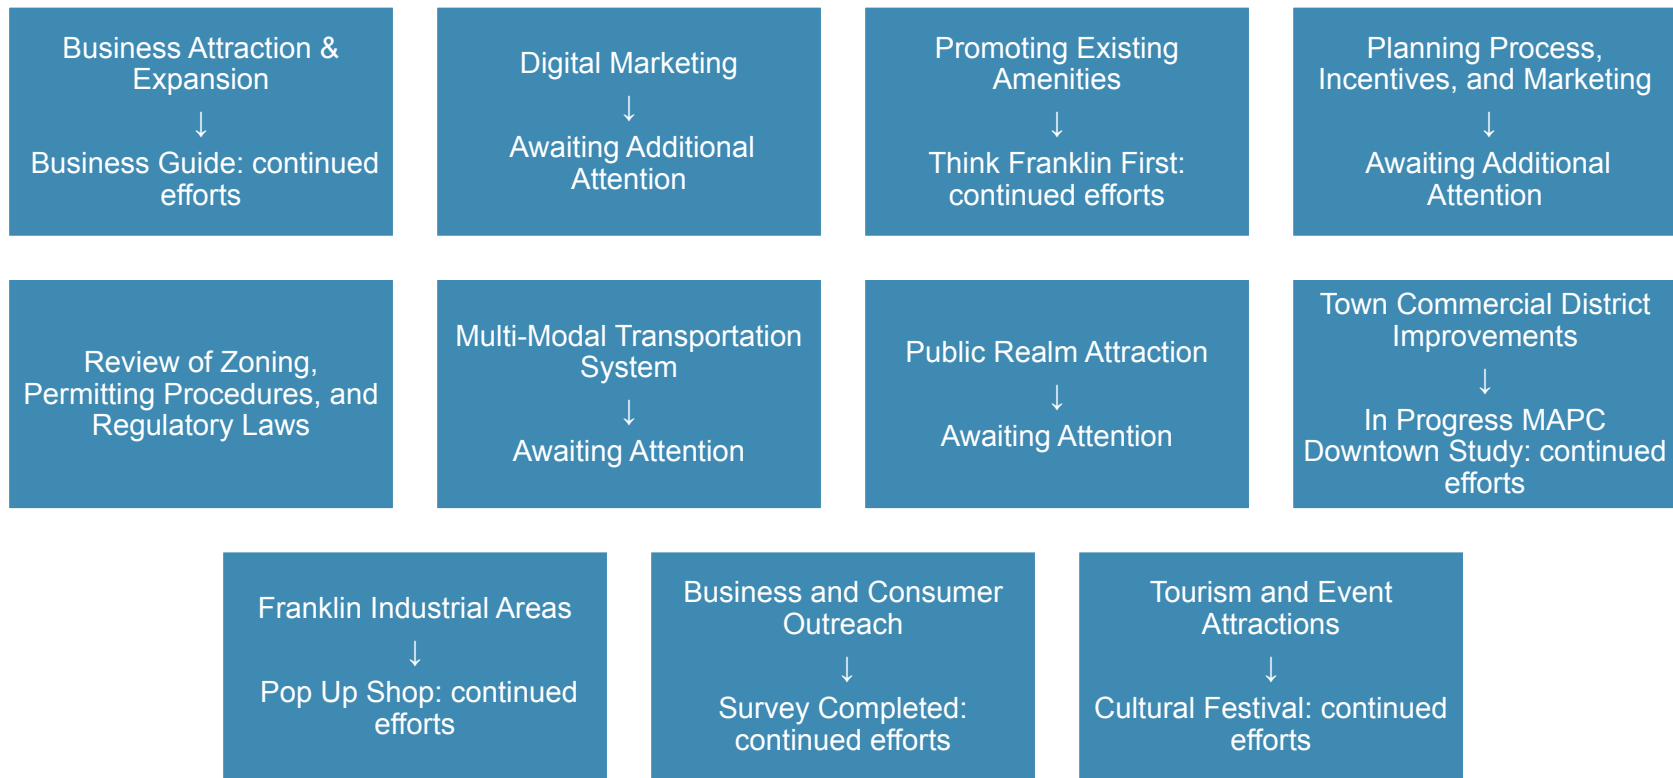 Business Attraction &
Expansion
↓
Business Guide: continued
efforts
Digital Marketing
↓
Awaiting Additional
Attention
Promoting Existing
Amenities
↓
Think Franklin First:
continued efforts
Planning Process,
Incentives, and Marketing
↓
Awaiting Additional
Attention
Review of Zoning,
Permitting Procedures, and
Regulatory Laws
Multi-Modal Transportation
System
↓
Awaiting Attention
Public Realm Attraction
↓
Awaiting Attention
Town Commercial District
Improvements
↓
In Progress MAPC
Downtown Study: continued
efforts
Franklin Industrial Areas
↓
Pop Up Shop: continued
efforts
Business and Consumer
Outreach
↓
Survey Completed:
continued efforts
Tourism and Event
Attractions
↓
Cultural Festival: continued
efforts